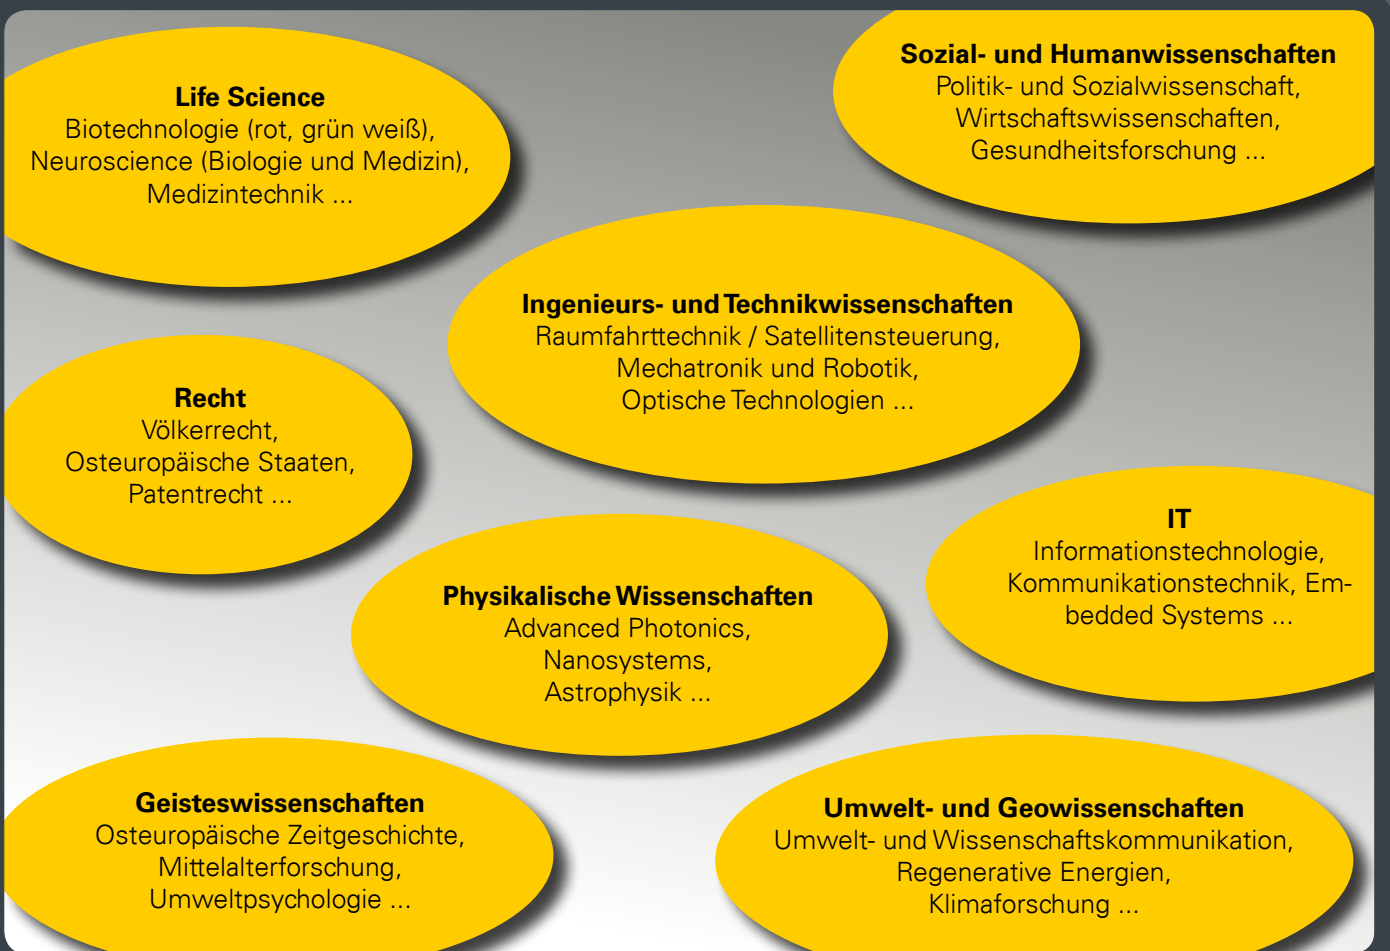 Life Science
Biotechnologie (rot, grün weiß),
Neuroscience (Biologie und Medizin),
Medizintechnik ...
Sozial- und Humanwissenschaften
Politik- und Sozialwissenschaft,
Wirtschaftswissenschaften,
Gesundheitsforschung ...
Ingenieurs- und Technikwissenschaften
Raumfahrttechnik / Satellitensteuerung,
Mechatronik und Robotik,
Optische Technologien ...
Recht
Völkerrecht,
Osteuropäische Staaten,
Patentrecht ...
IT
Informationstechnologie,
Kommunikationstechnik, Em-
bedded Systems ...
Physikalische Wissenschaften
Advanced Photonics,
Nanosystems,
Astrophysik ...
Geisteswissenschaften
Osteuropäische Zeitgeschichte,
Mittelalterforschung,
Umweltpsychologie ...
Umwelt- und Geowissenschaften
Umwelt- und Wissenschaftskommunikation,
Regenerative Energien,
Klimaforschung ...